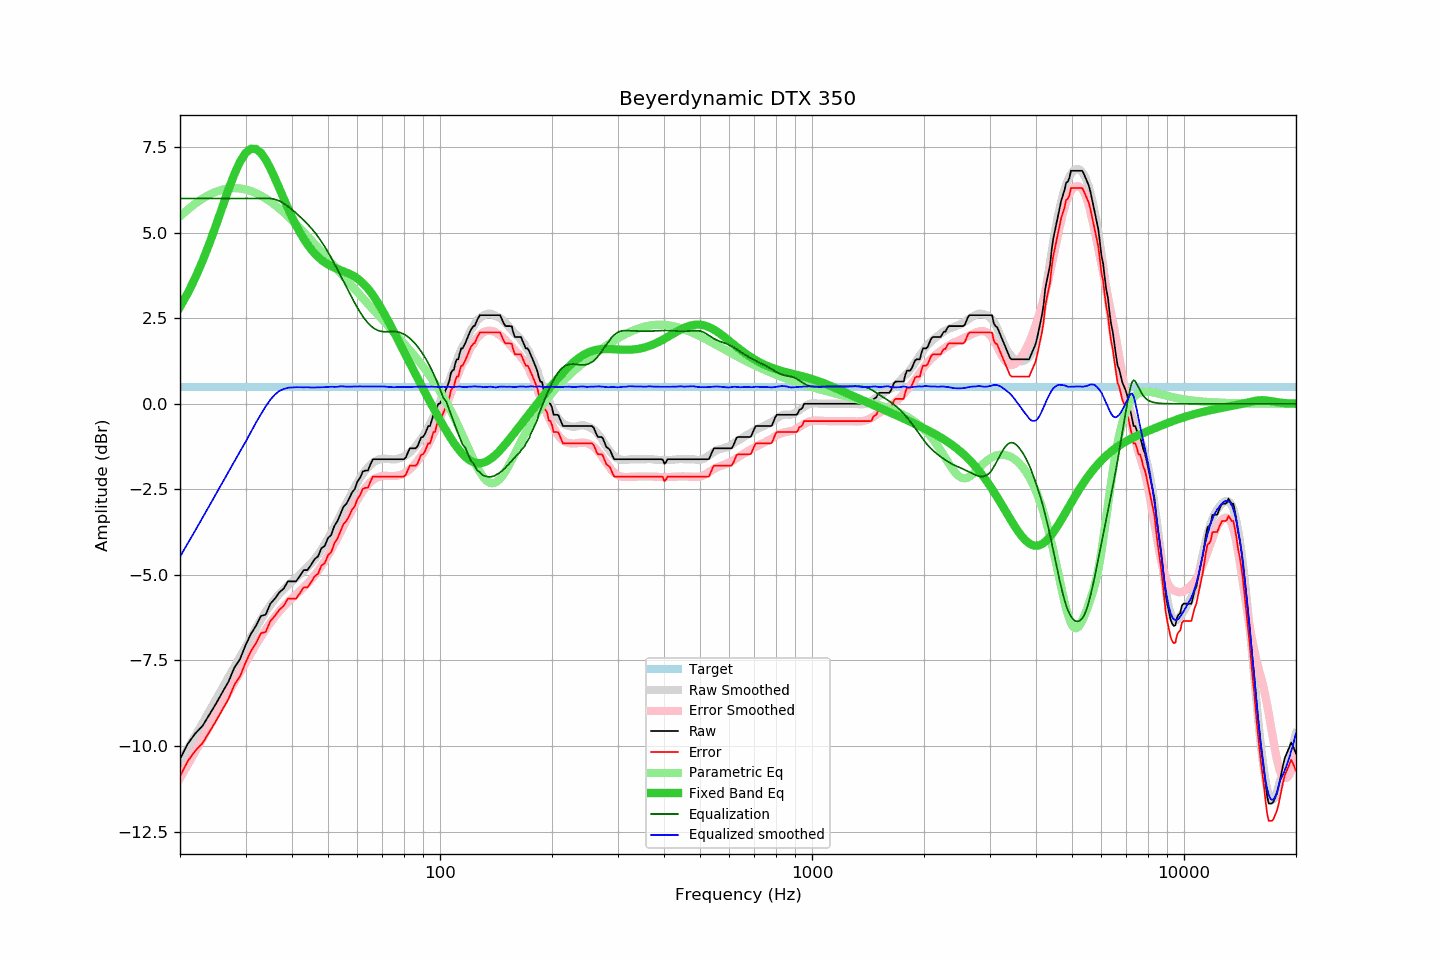 Beyerdynamic DTX 350
Amplitude (dBr)
7.5
5.0
2.5
0.0
−2.5
−5.0
−7.5
−10.0
−12.5
Target
Raw Smoothed
Error Smoothed
Raw
Error
Parametric Eq
Fixed Band Eq
Equalization
Equalized smoothed
100
1000
10000
Frequency (Hz)